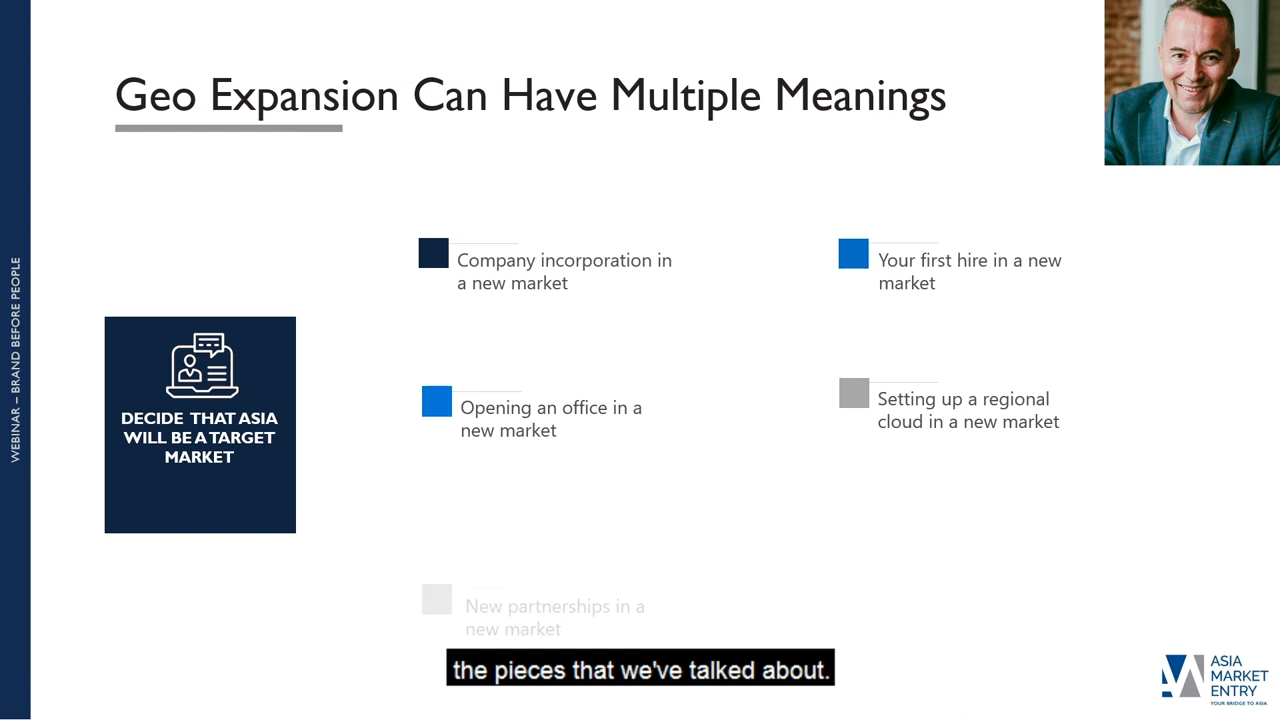 Geo Expansion Can Have Multiple Meanings
WEBINAR – BRAND BEFORE PEOPLE
DECIDE THAT ASIA
WILL BE A TARGET
MARKET
Company incorporation in
a new market
Your first hire in a new
market
Opening an office in a
new market
Setting up a regional
cloud in a new market
New partnerships in a
new market
the pieces that we've talked about.
ASIA
MARKET
ENTRY
YOUR BRIDGE TO ASIA